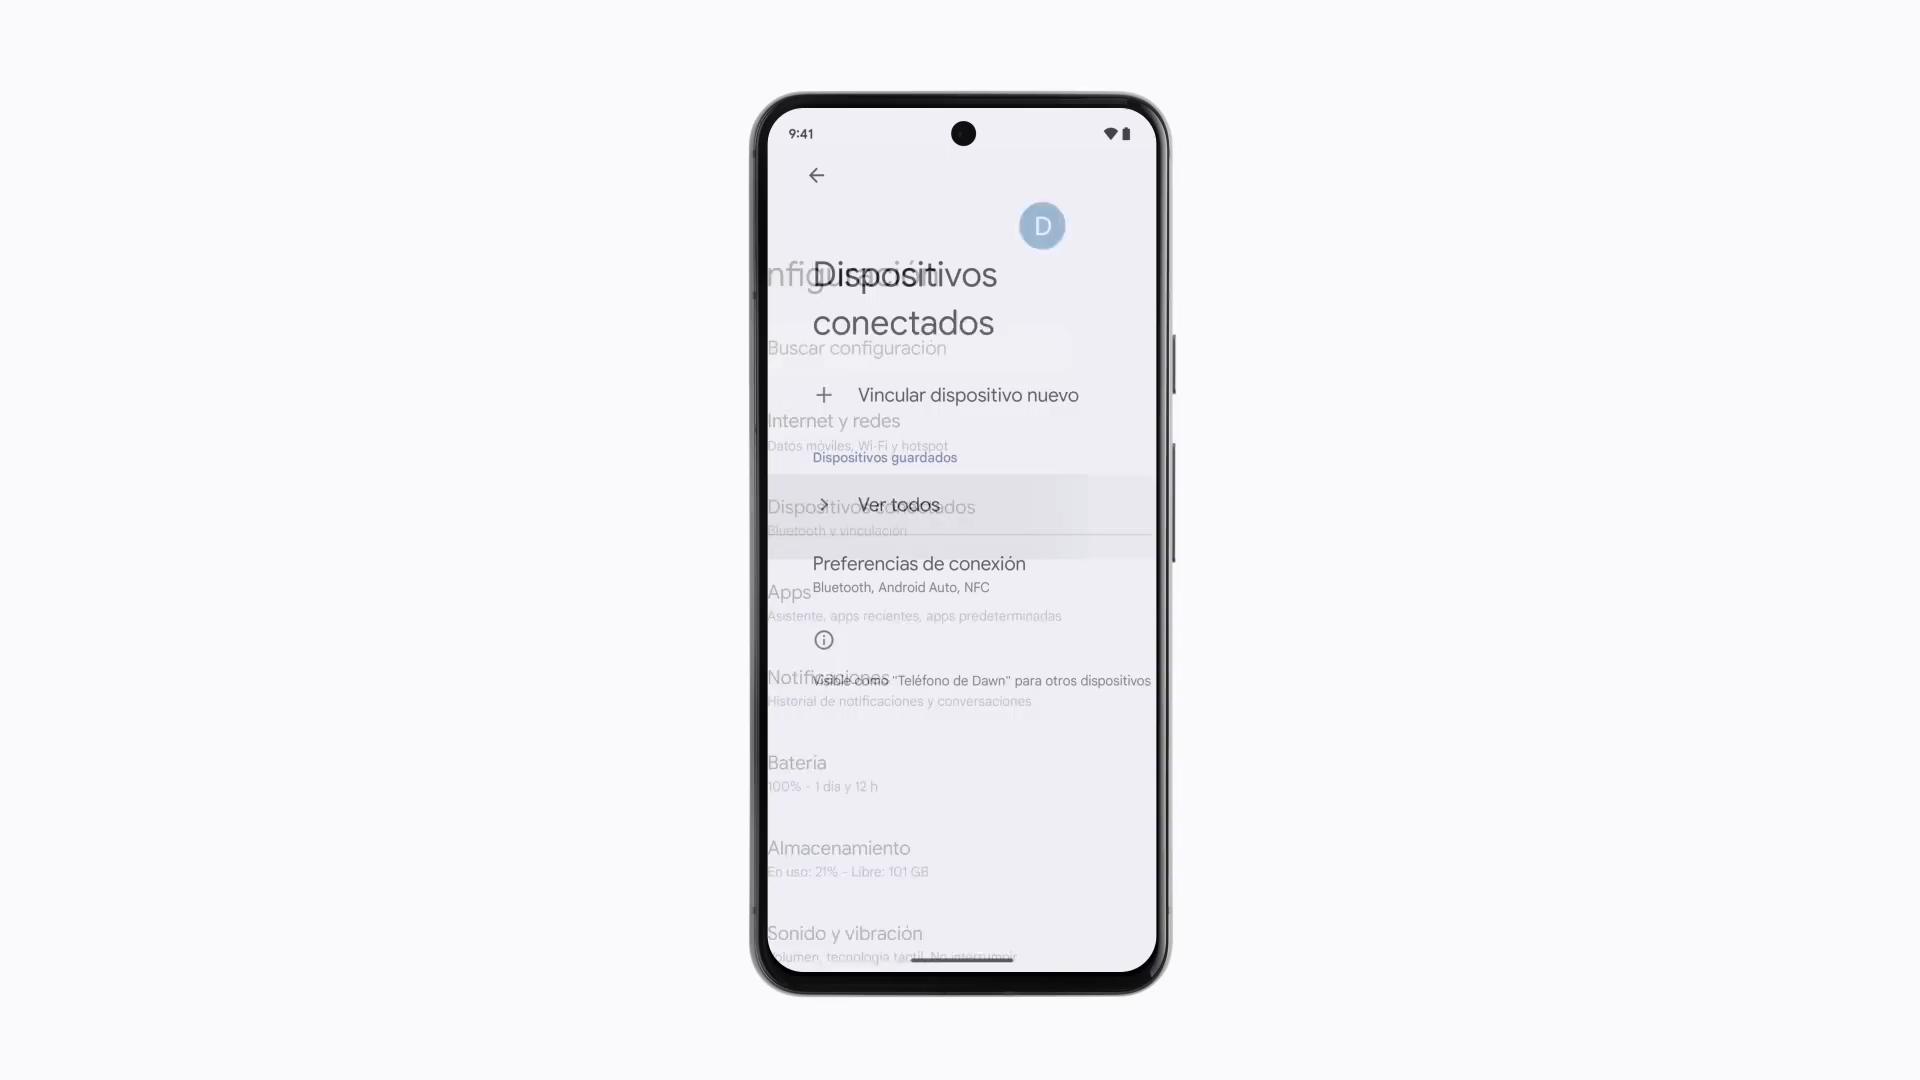 9:41
D
nfiguración
Dispositivos
conectados
Buscar configuración
Vincular dispositivo nuevo
Internet y redes
Datos móviles, Wi-Fi y hotspot
Dispositivos guardados
Ver todos
Dispositivos conectados
Bluetooth y vinculación
Preferencias de conexión
Bluetooth, Android Auto, NFC
Apps
Asistente, apps recientes, apps predeterminadas
Notificaciones
Visible como "Teléfono de Dawn" para otros dispositivos
Historial de notificaciones y conversaciones
Batería
100% - 1 día y 12 h
Almacenamiento
En uso: 21% - Libre: 101 GB
Sonido y vibración
olumen, tecnología táctil, No interrumpir